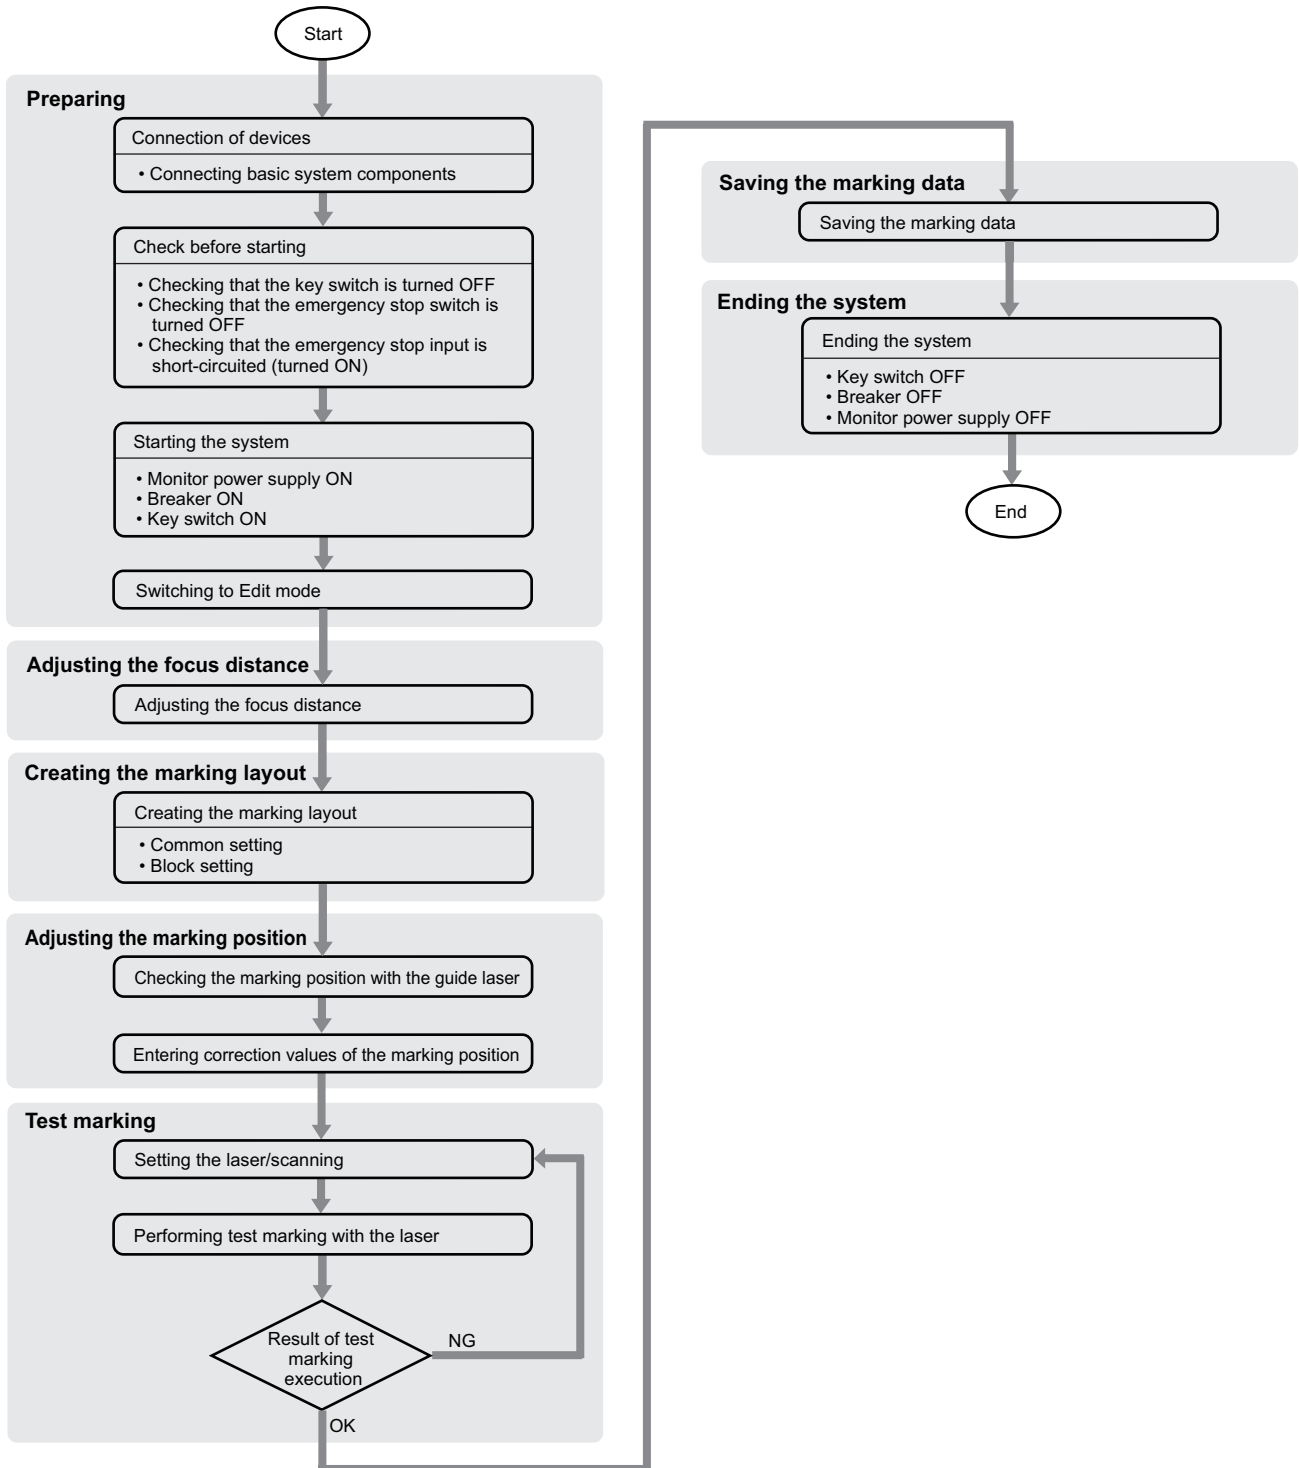 Start
Preparing
Connection of devices
• Connecting basic system components
Check before starting
• Checking that the key switch is turned OFF
• Checking that the emergency stop switch is
turned OFF
• Checking that the emergency stop input is
short-circuited (turned ON)
Starting the system
• Monitor power supply ON
• Breaker ON
• Key switch ON
Switching to Edit mode
Adjusting the focus distance
Adjusting the focus distance
Creating the marking layout
Creating the marking layout
• Common setting
• Block setting
Adjusting the marking position
Checking the marking position with the guide laser
Entering correction values of the marking position
Test marking
Setting the laser/scanning
Performing test marking with the laser
Result of test
marking
execution
NG
OK
Saving the marking data
Saving the marking data
Ending the system
Ending the system
• Key switch OFF
• Breaker OFF
• Monitor power supply OFF
End